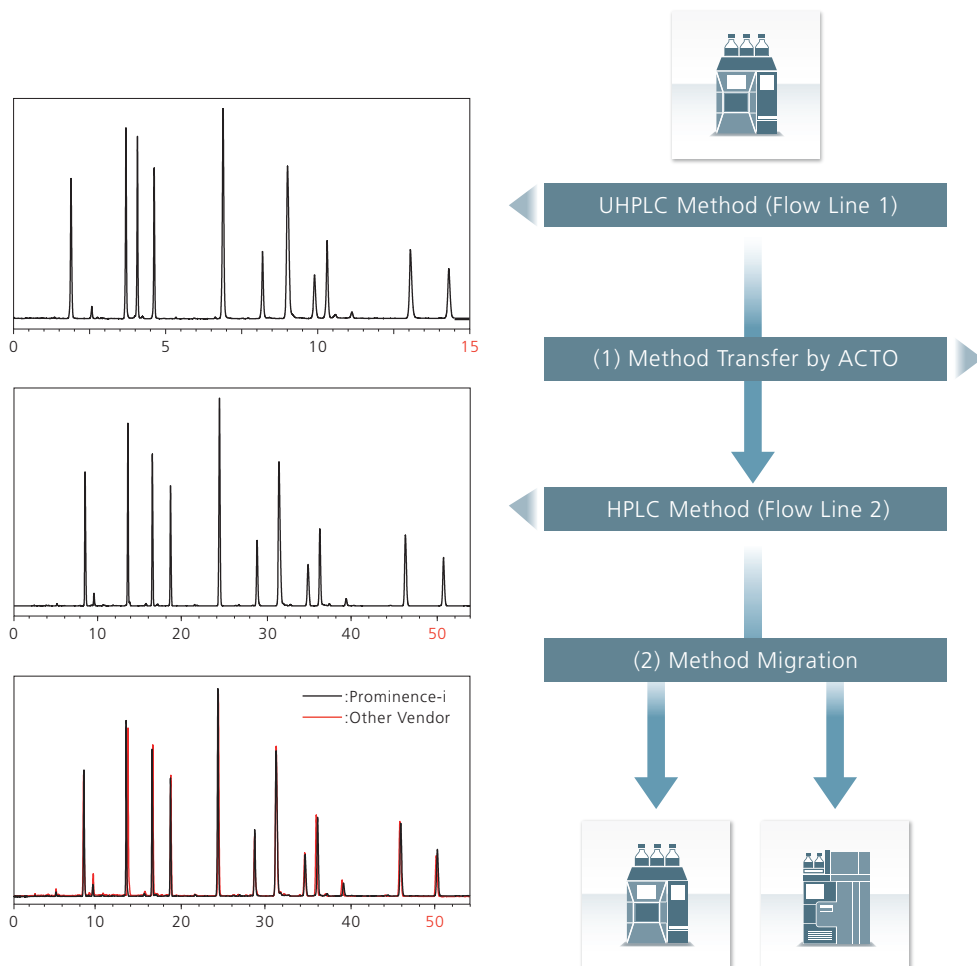 UHPLC Method (Flow Line 1)
0 5 10 15
(1) Method Transfer by ACTO
HPLC Method (Flow Line 2)
0 10 20 30 40 50
(2) Method Migration
:Prominence-i
:Other Vendor
0 10 20 30 40 50